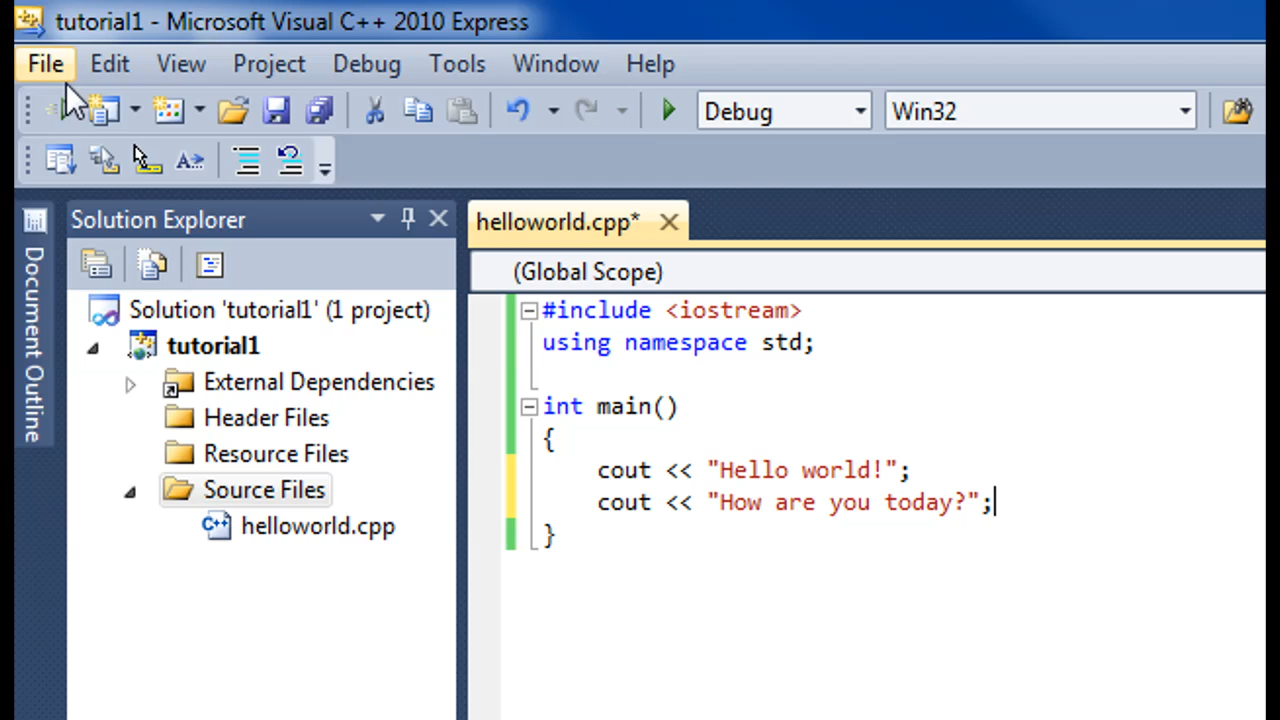 tutorial1 - Microsoft Visual C++ 2010 Express
File Edit View Project Debug Tools Window Help
Debug Win32
Document Outline
Solution Explorer
Solution 'tutorial1' (1 project)
tutorial1
External Dependencies
Header Files
Resource Files
Source Files
C++ helloworld.cpp
helloworld.cpp*
(Global Scope)
#include <iostream>
using namespace std;
int main()
{
cout << "Hello world!";
cout << "How are you today?";
}